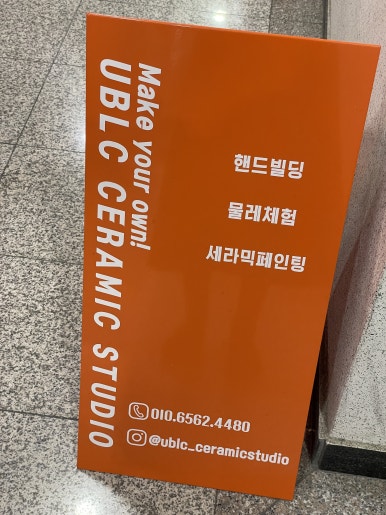 Make your own!
UBLC CERAMIC STUDIO
핸드빌딩
물레체험
세라믹페인팅
010.6562.4480
@ublc_ceramicstudio